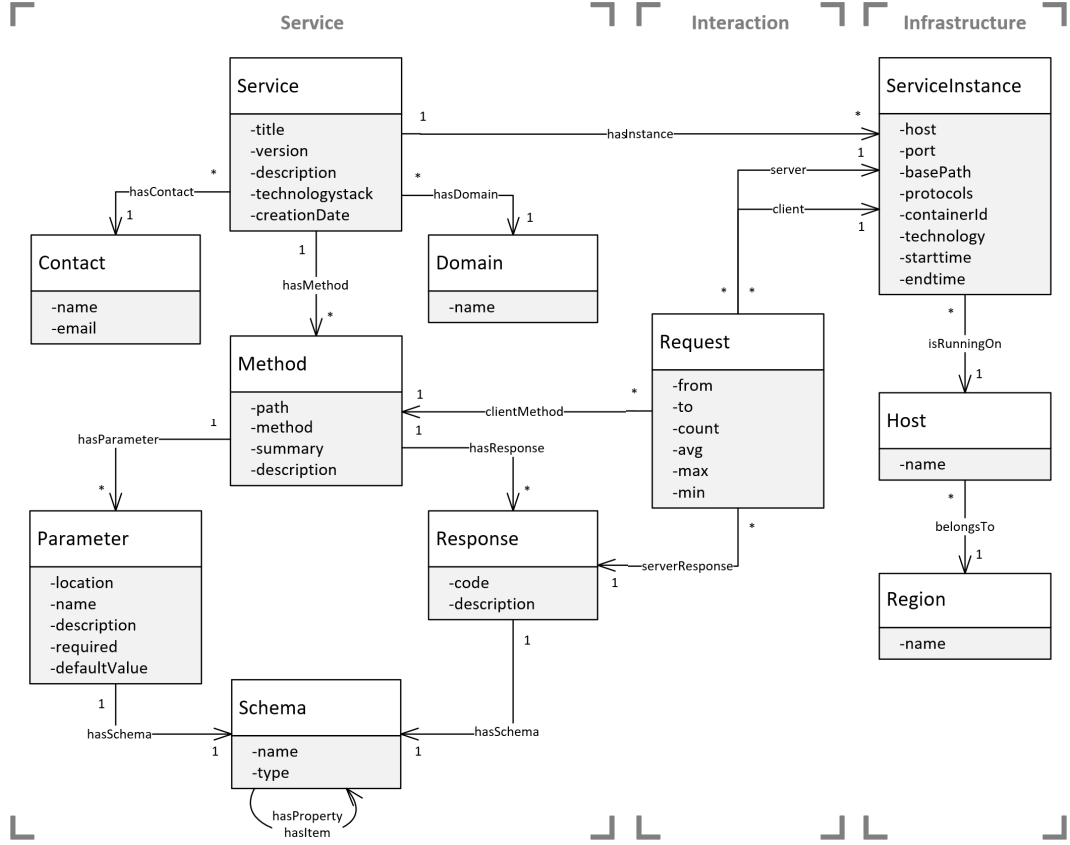 Service
Interaction
Infrastructure
Service
-title
-version
-description
-technologystack
-creationDate
1
hasInstance
*
ServiceInstance
-host
-port
-basePath
-protocols
-containerId
-technology
-starttime
-endtime
*
hasContact
1
*
hasDomain
1
1
server
client
1
Contact
-name
-email
1
hasMethod
*
Domain
-name
*
*
*
isRunningOn
1
Method
-path
-method
-summary
-description
Request
-from
-to
-count
-avg
-max
-min
1
clientMethod
*
Host
-name
1
hasParameter
*
1
hasResponse
*
*
belongsTo
1
Parameter
-location
-name
-description
-required
-defaultValue
Response
-code
-description
*
serverResponse
1
Region
-name
1
hasSchema
1
Schema
-name
-type
1
hasSchema
1
hasProperty
hasItem